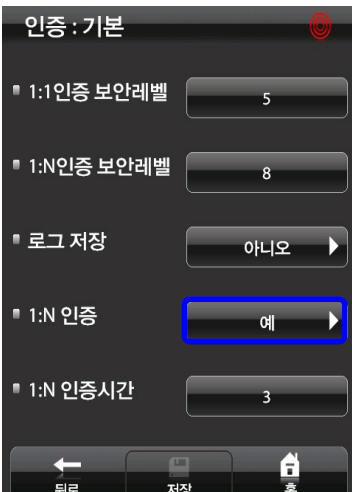 인증 : 기본
1:1인증 보안레벨
5
1:N인증 보안레벨
8
로그 저장
아니오
1:N 인증
예
1:N 인증시간
3
뒤로
저장
홈